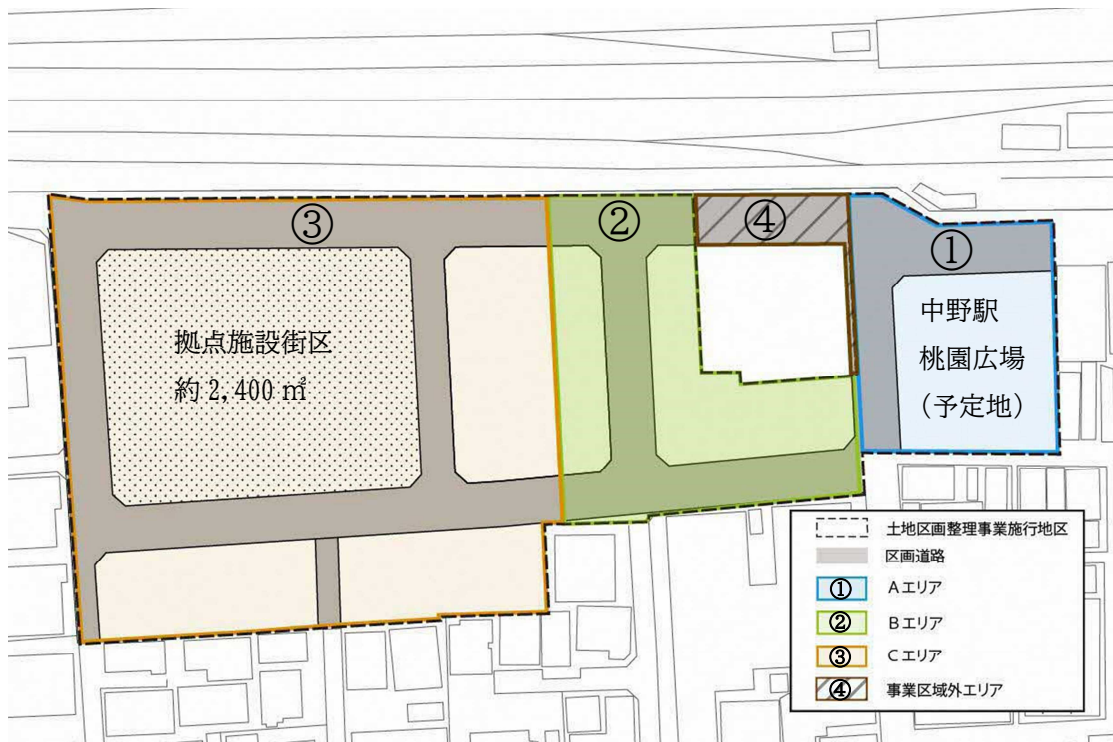 ③
②
④
①
拠点施設街区
約 2,400 ㎡
中野駅
桃園広場
（予定地）
土地区画整理事業施行地区
区画道路
① Aエリア
② Bエリア
③ Cエリア
④ 事業区域外エリア